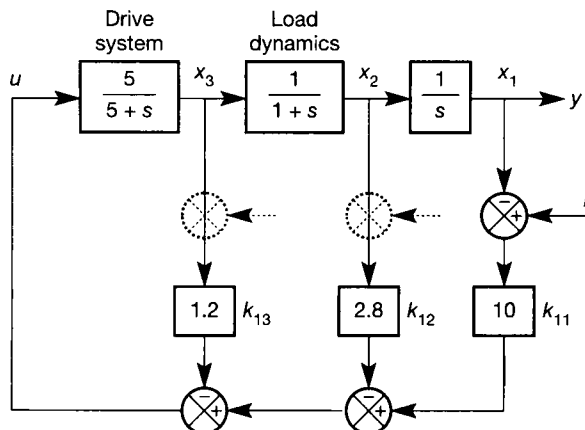 Drive system
Load dynamics
u
5
5 + s
x3
1
1 + s
x2
1
s
x1
y
−
+
1.2
k13
2.8
k12
10
k11
−
+
−
+